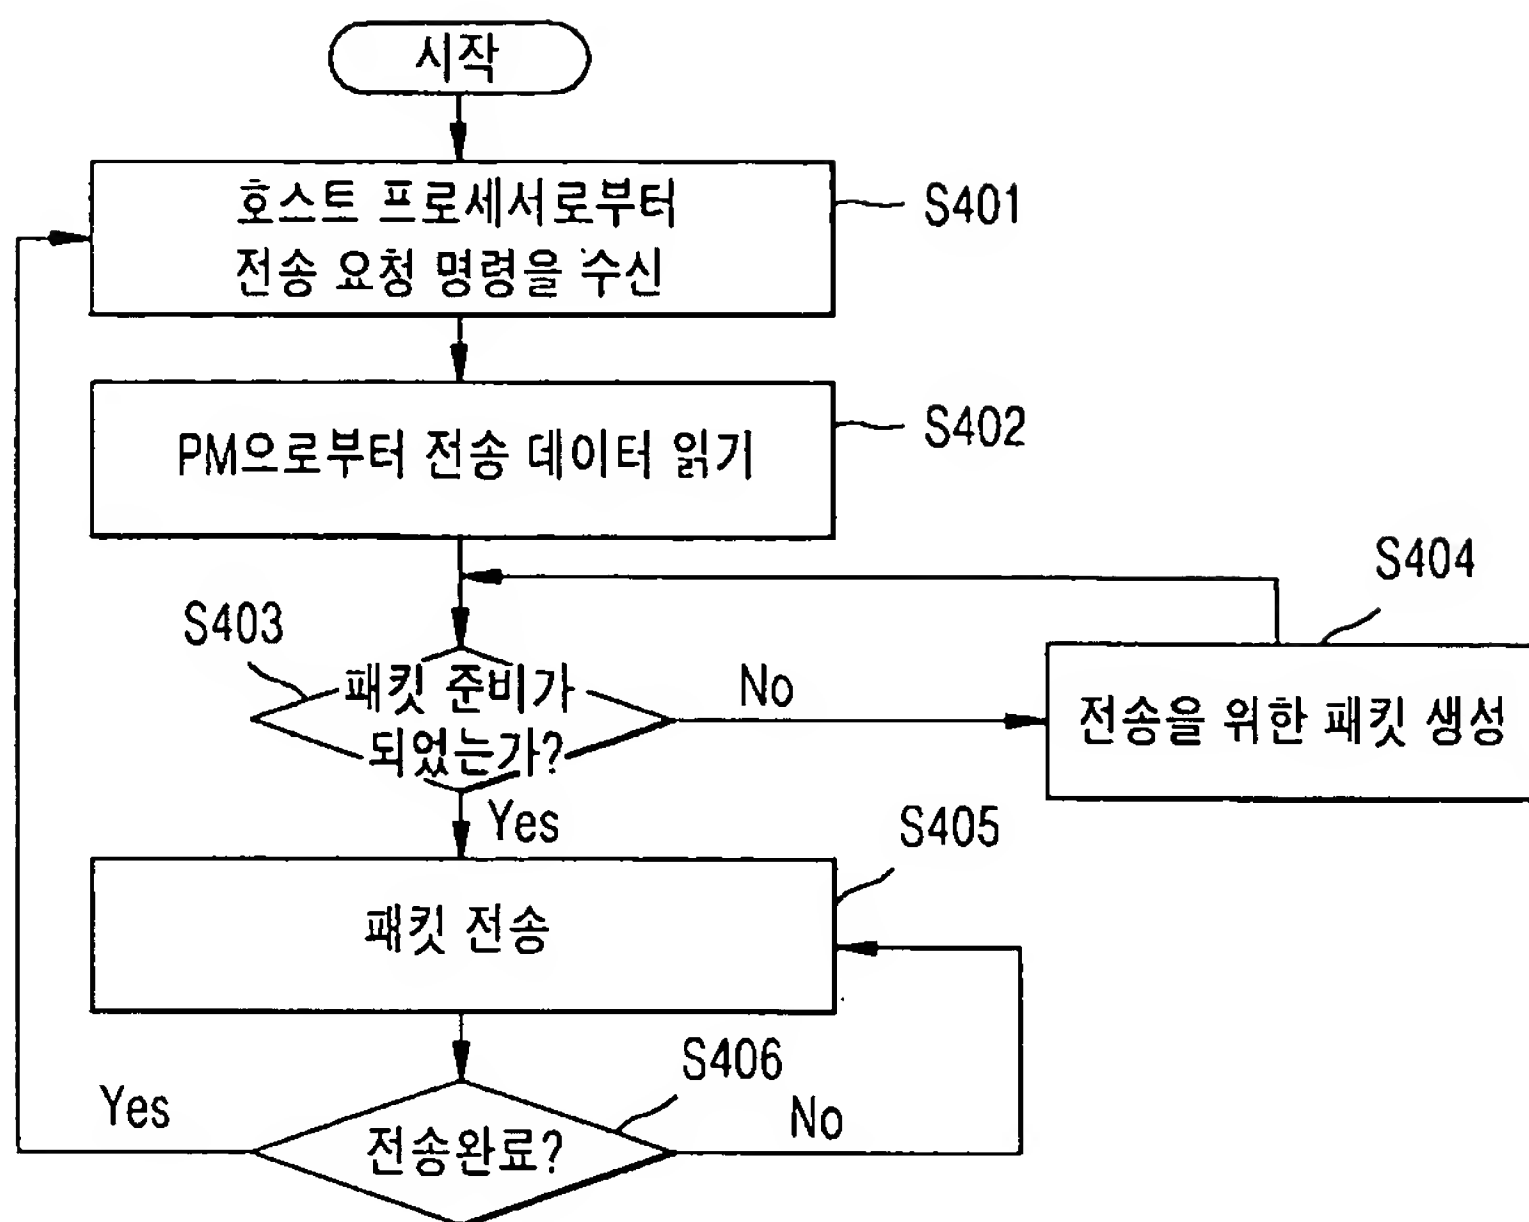 시작
호스트 프로세서로부터
전송 요청 명령을 수신
S401
PM으로부터 전송 데이터 읽기
S402
S403
패킷 준비가
되었는가?
No
S404
전송을 위한 패킷 생성
Yes
S405
패킷 전송
S406
전송완료?
Yes
No